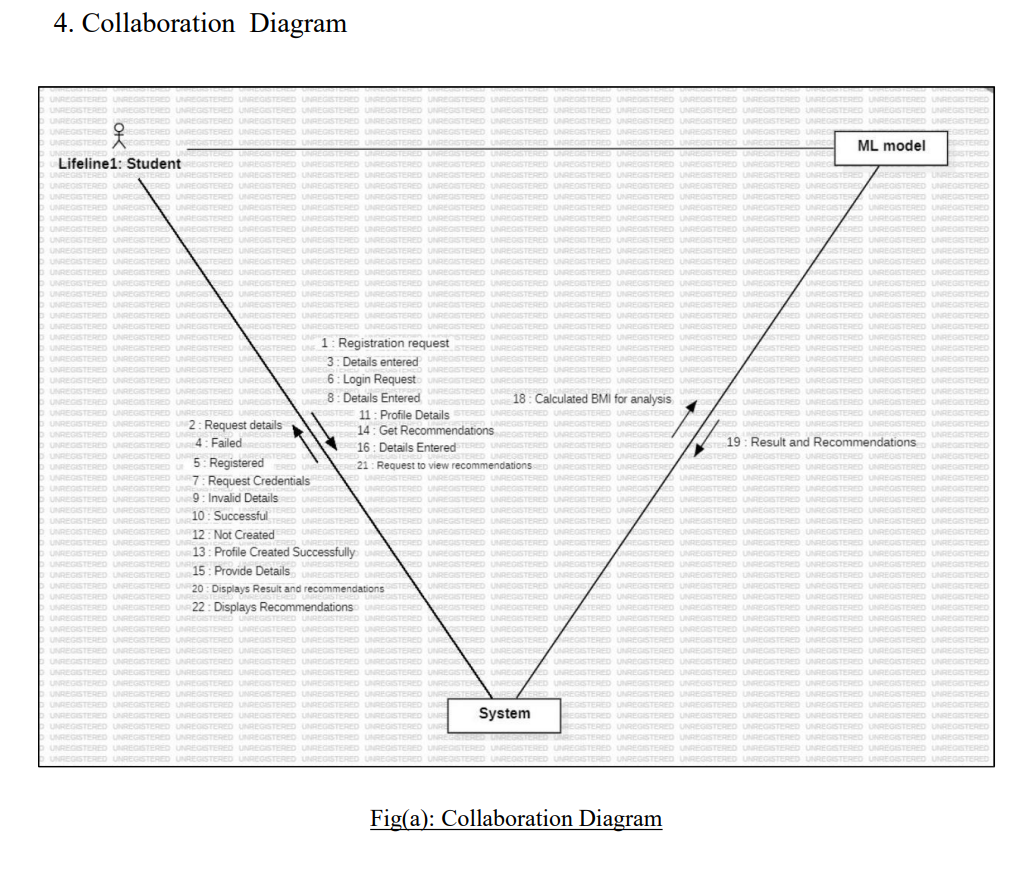 4. Collaboration Diagram
Lifeline1: Student
ML model
1 : Registration request
3 : Details entered
6 : Login Request
8 : Details Entered
11 : Profile Details
14 : Get Recommendations
16 : Details Entered
21 : Request to view recommendations
2 : Request details
4 : Failed
5 : Registered
7 : Request Credentials
9 : Invalid Details
10 : Successful
12 : Not Created
13 : Profile Created Successfully
15 : Provide Details
20 : Displays Result and recommendations
22 : Displays Recommendations
18 : Calculated BMI for analysis
19 : Result and Recommendations
System
UNREGISTERED
Fig(a): Collaboration Diagram